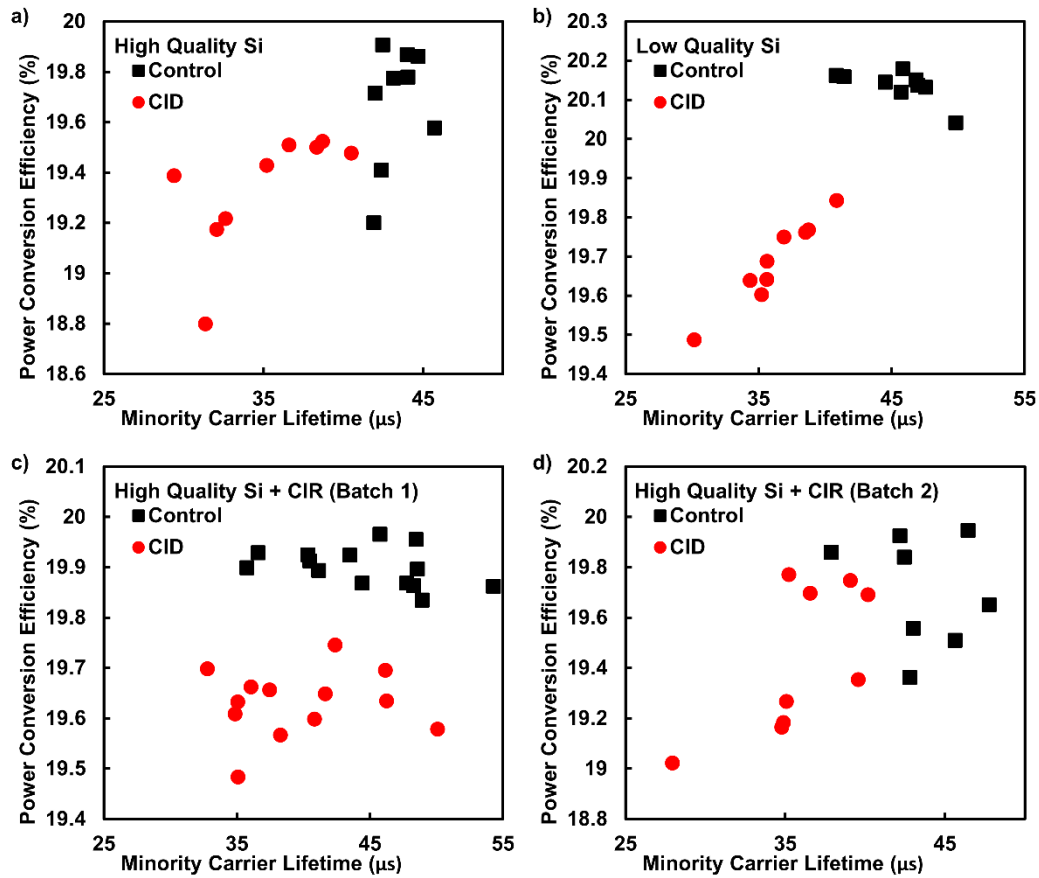 a)
High Quality Si
Control
CID
Power Conversion Efficiency (%)
20
19.8
19.6
19.4
19.2
19
18.8
18.6
25
35
45
Minority Carrier Lifetime (μs)
b)
Low Quality Si
Control
CID
Power Conversion Efficiency (%)
20.3
20.2
20.1
20
19.9
19.8
19.7
19.6
19.5
19.4
25
35
45
55
Minority Carrier Lifetime (μs)
c)
High Quality Si + CIR (Batch 1)
Control
CID
Power Conversion Efficiency (%)
20.1
20
19.9
19.8
19.7
19.6
19.5
19.4
25
35
45
55
Minority Carrier Lifetime (μs)
d)
High Quality Si + CIR (Batch 2)
Control
CID
Power Conversion Efficiency (%)
20.2
20
19.8
19.6
19.4
19.2
19
18.8
25
35
45
Minority Carrier Lifetime (μs)